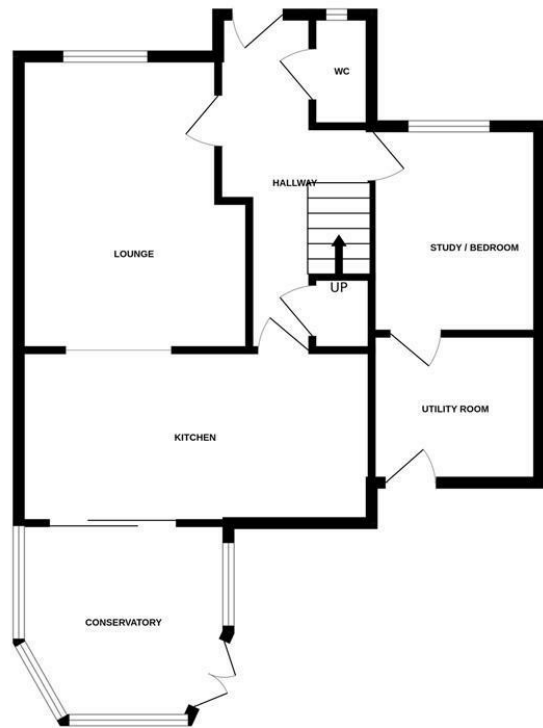 WC
HALLWAY
LOUNGE
STUDY / BEDROOM
UP
UTILITY ROOM
KITCHEN
CONSERVATORY